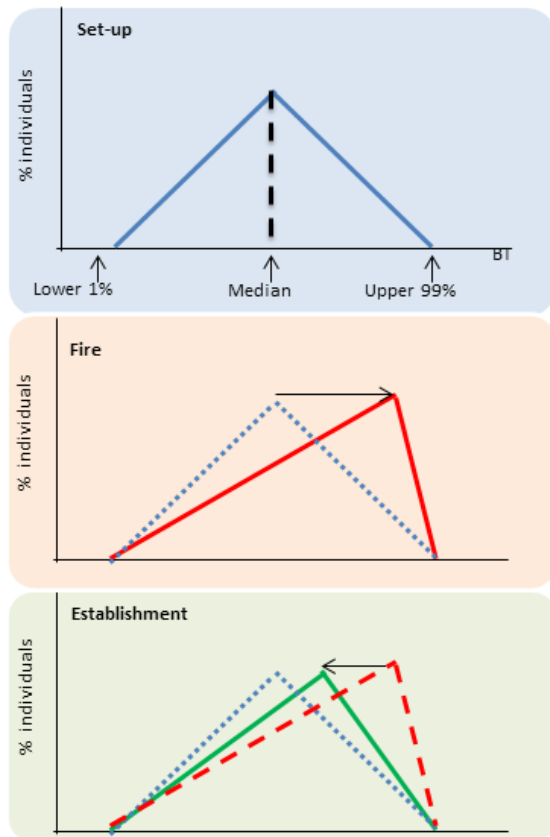 Set-up
% individuals
BT
Lower 1%
Median
Upper 99%
Fire
% individuals
Establishment
% individuals